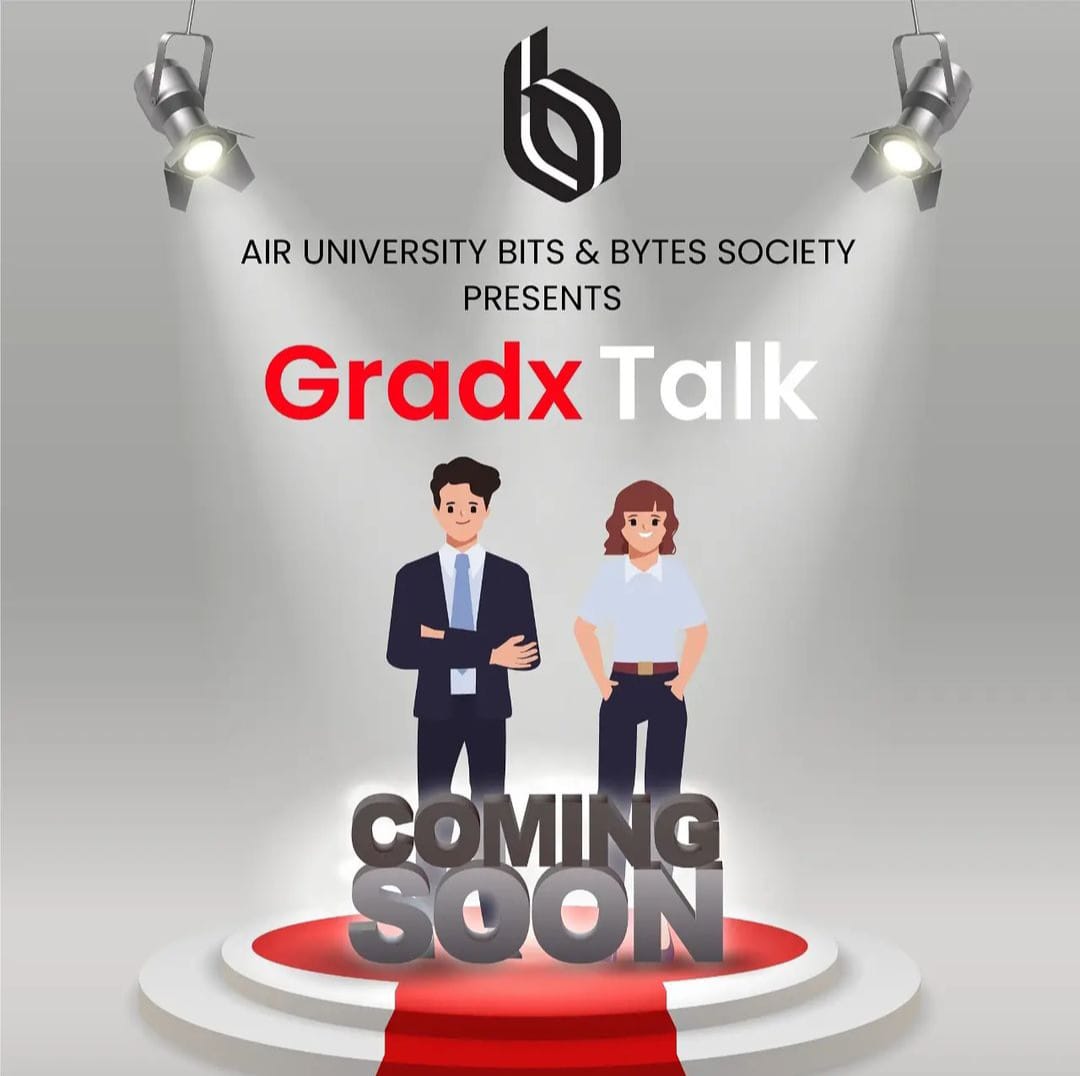 AIR UNIVERSITY BITS & BYTES SOCIETY
PRESENTS
Gradx Talk
COMING
SOON